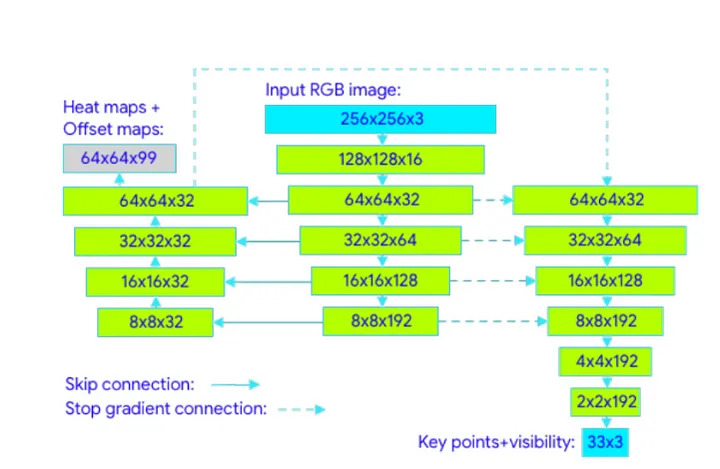 Input RGB image:
Heat maps +
Offset maps:
256x256x3
64x64x99
128x128x16
64x64x32
64x64x32
64x64x32
32x32x32
32x32x64
32x32x64
16x16x32
16x16x128
16x16x128
8x8x32
8x8x192
8x8x192
4x4x192
2x2x192
Skip connection:
Stop gradient connection:
Key points+visibility:
33x3